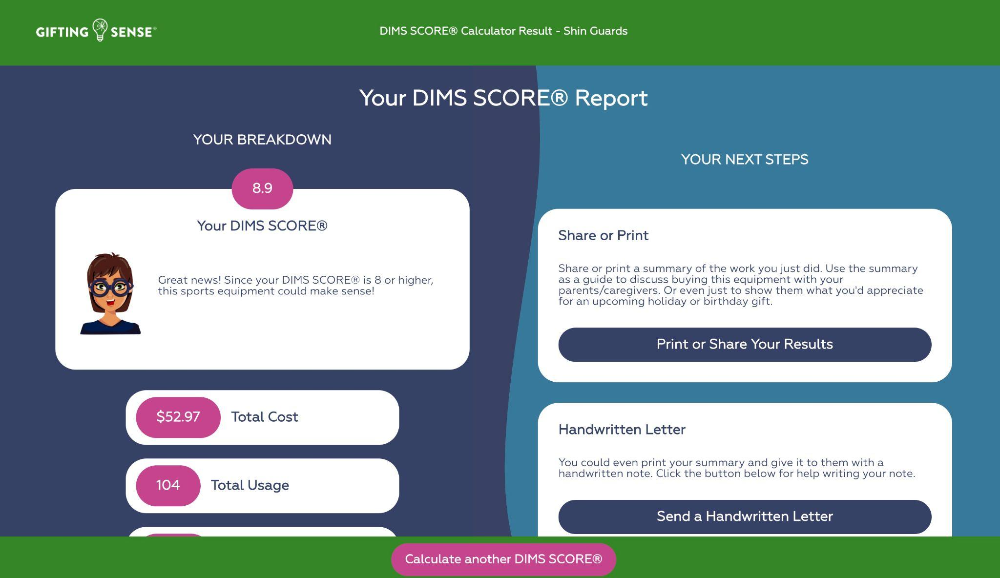 GIFTING SENSE®
DIMS SCORE® Calculator Result - Shin Guards
Your DIMS SCORE® Report
YOUR BREAKDOWN
8.9
Your DIMS SCORE®
Great news! Since your DIMS SCORE® is 8 or higher,
this sports equipment could make sense!
$52.97 Total Cost
104 Total Usage
YOUR NEXT STEPS
Share or Print
Share or print a summary of the work you just did. Use the summary
as a guide to discuss buying this equipment with your
parents/caregivers. Or even just to show them what you'd appreciate
for an upcoming holiday or birthday gift.
Print or Share Your Results
Handwritten Letter
You could even print your summary and give it to them with a
handwritten note. Click the button below for help writing your note.
Send a Handwritten Letter
Calculate another DIMS SCORE®